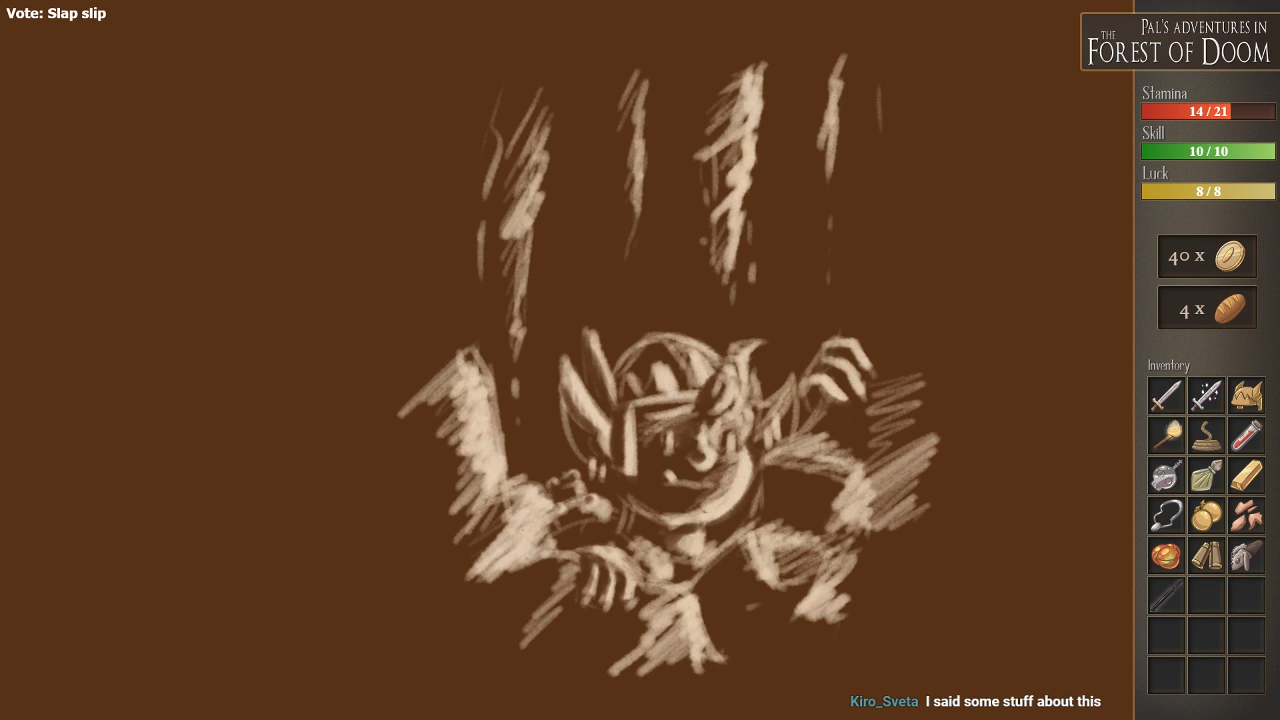 Vote: Slap slip
PAL'S ADVENTURES IN
THE
FOREST OF DOOM
Stamina
14 / 21
Skill
10 / 10
Luck
8 / 8
40 x
4 x
Inventory
Kiro_Sveta I said some stuff about this